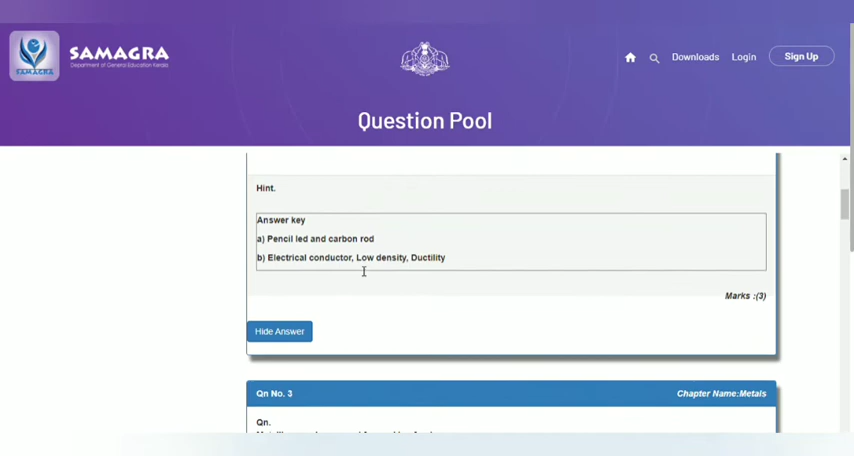 SAMAGRA
Department of General Education Kerala
SAMAGRA
Downloads
Login
Sign Up
Question Pool
Hint.
Answer key
a) Pencil led and carbon rod
b) Electrical conductor, Low density, Ductility
Marks :(3)
Hide Answer
Qn No. 3
Chapter Name:Metals
Qn.